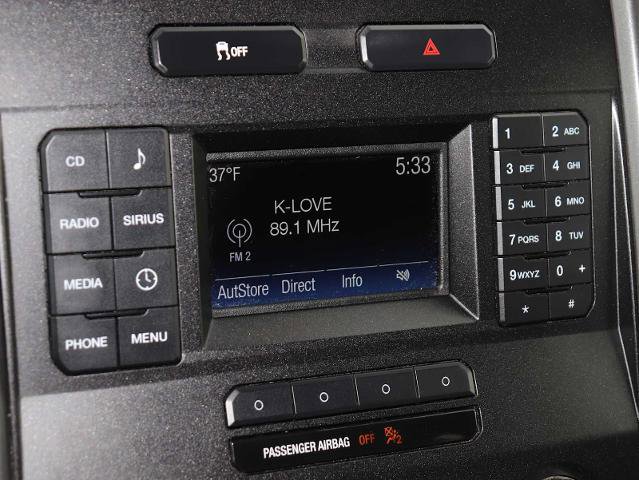 OFF
CD
RADIO SIRIUS
MEDIA
PHONE MENU
37°F 5:33
K-LOVE
89.1 MHz
FM 2
AutStore Direct Info
1 2 ABC
3 DEF 4 GHI
5 JKL 6 MNO
7 PQRS 8 TUV
9 WXYZ 0 +
* #
PASSENGER AIRBAG OFF 2